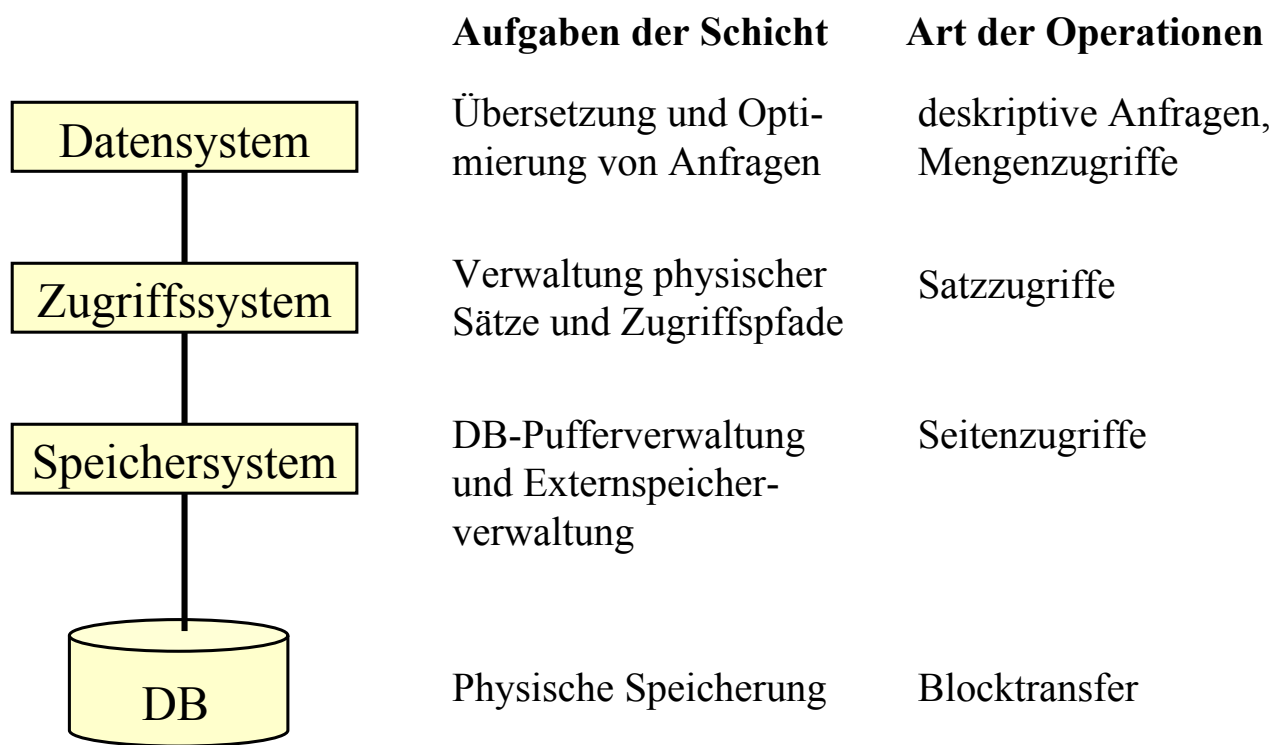 Aufgaben der Schicht
Art der Operationen
Datensystem
Übersetzung und Opti-
mierung von Anfragen
deskriptive Anfragen,
Mengenzugriffe
Zugriffssystem
Verwaltung physischer
Sätze und Zugriffspfade
Satzzugriffe
Speichersystem
DB-Pufferverwaltung
und Externspeicher-
verwaltung
Seitenzugriffe
DB
Physische Speicherung
Blocktransfer